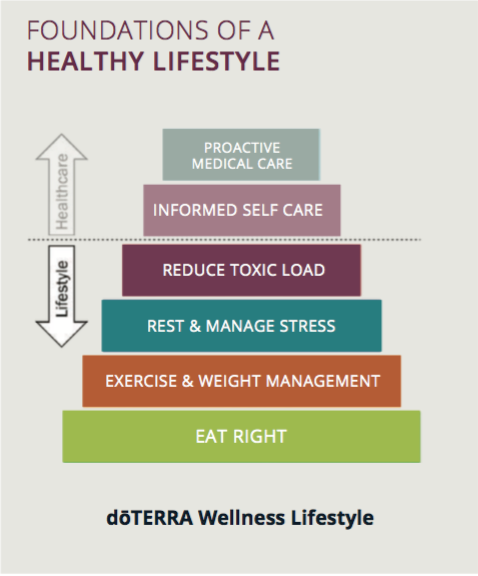 FOUNDATIONS OF A
HEALTHY LIFESTYLE
Healthcare
PROACTIVE
MEDICAL CARE
INFORMED SELF CARE
Lifestyle
REDUCE TOXIC LOAD
REST & MANAGE STRESS
EXERCISE & WEIGHT MANAGEMENT
EAT RIGHT
dōTERRA Wellness Lifestyle